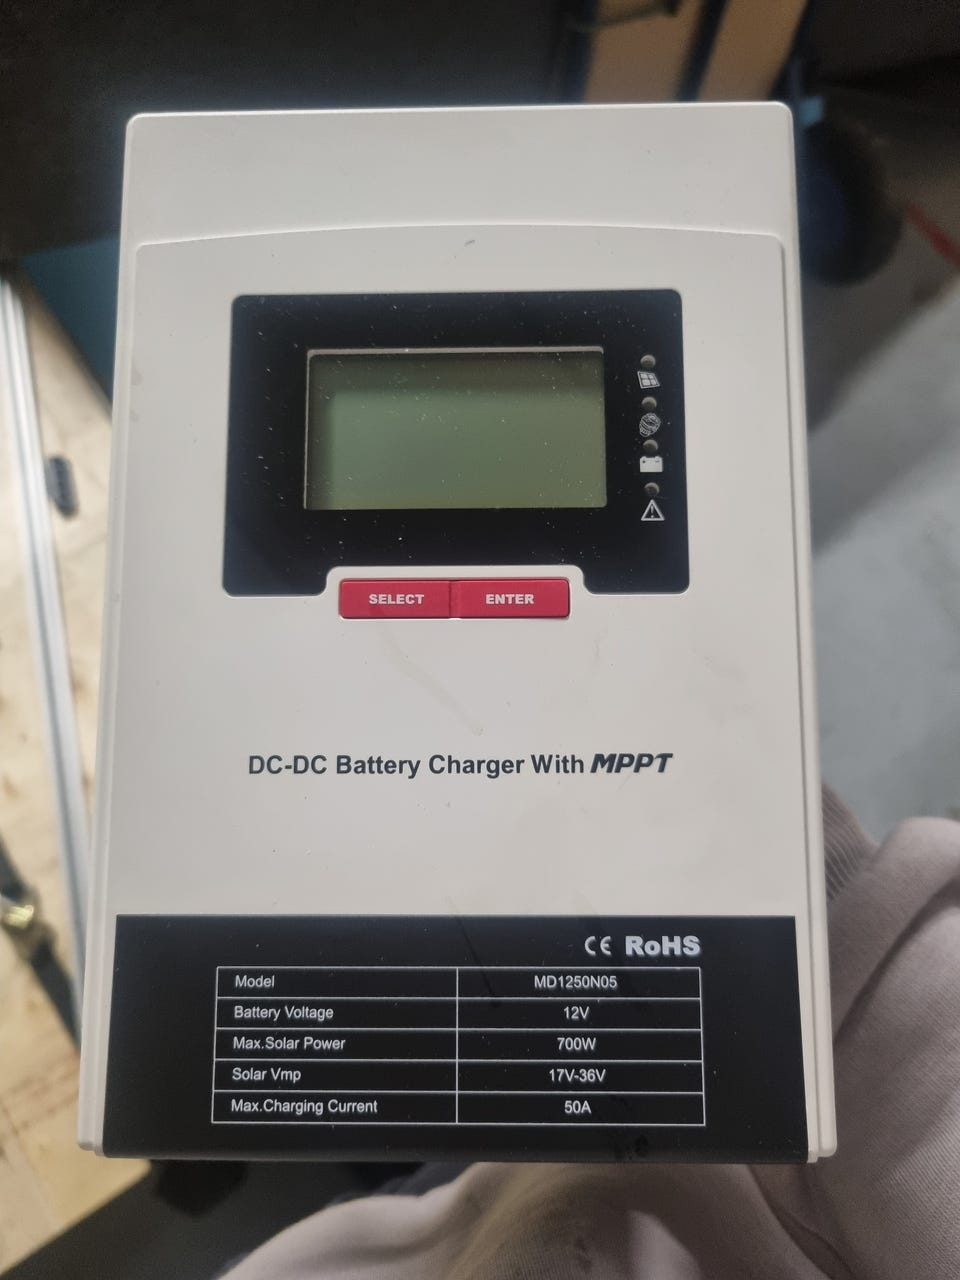 SELECT ENTER
DC-DC Battery Charger With MPPT
CE RoHS
Model MD1250N05
Battery Voltage 12V
Max.Solar Power 700W
Solar Vmp 17V-36V
Max.Charging Current 50A